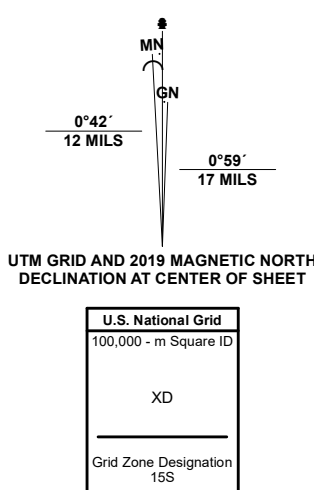 MN
GN
0°42´
12 MILS
0°59´
17 MILS
UTM GRID AND 2019 MAGNETIC NORTH
DECLINATION AT CENTER OF SHEET
U.S. National Grid
100,000 - m Square ID
XD
Grid Zone Designation
15S